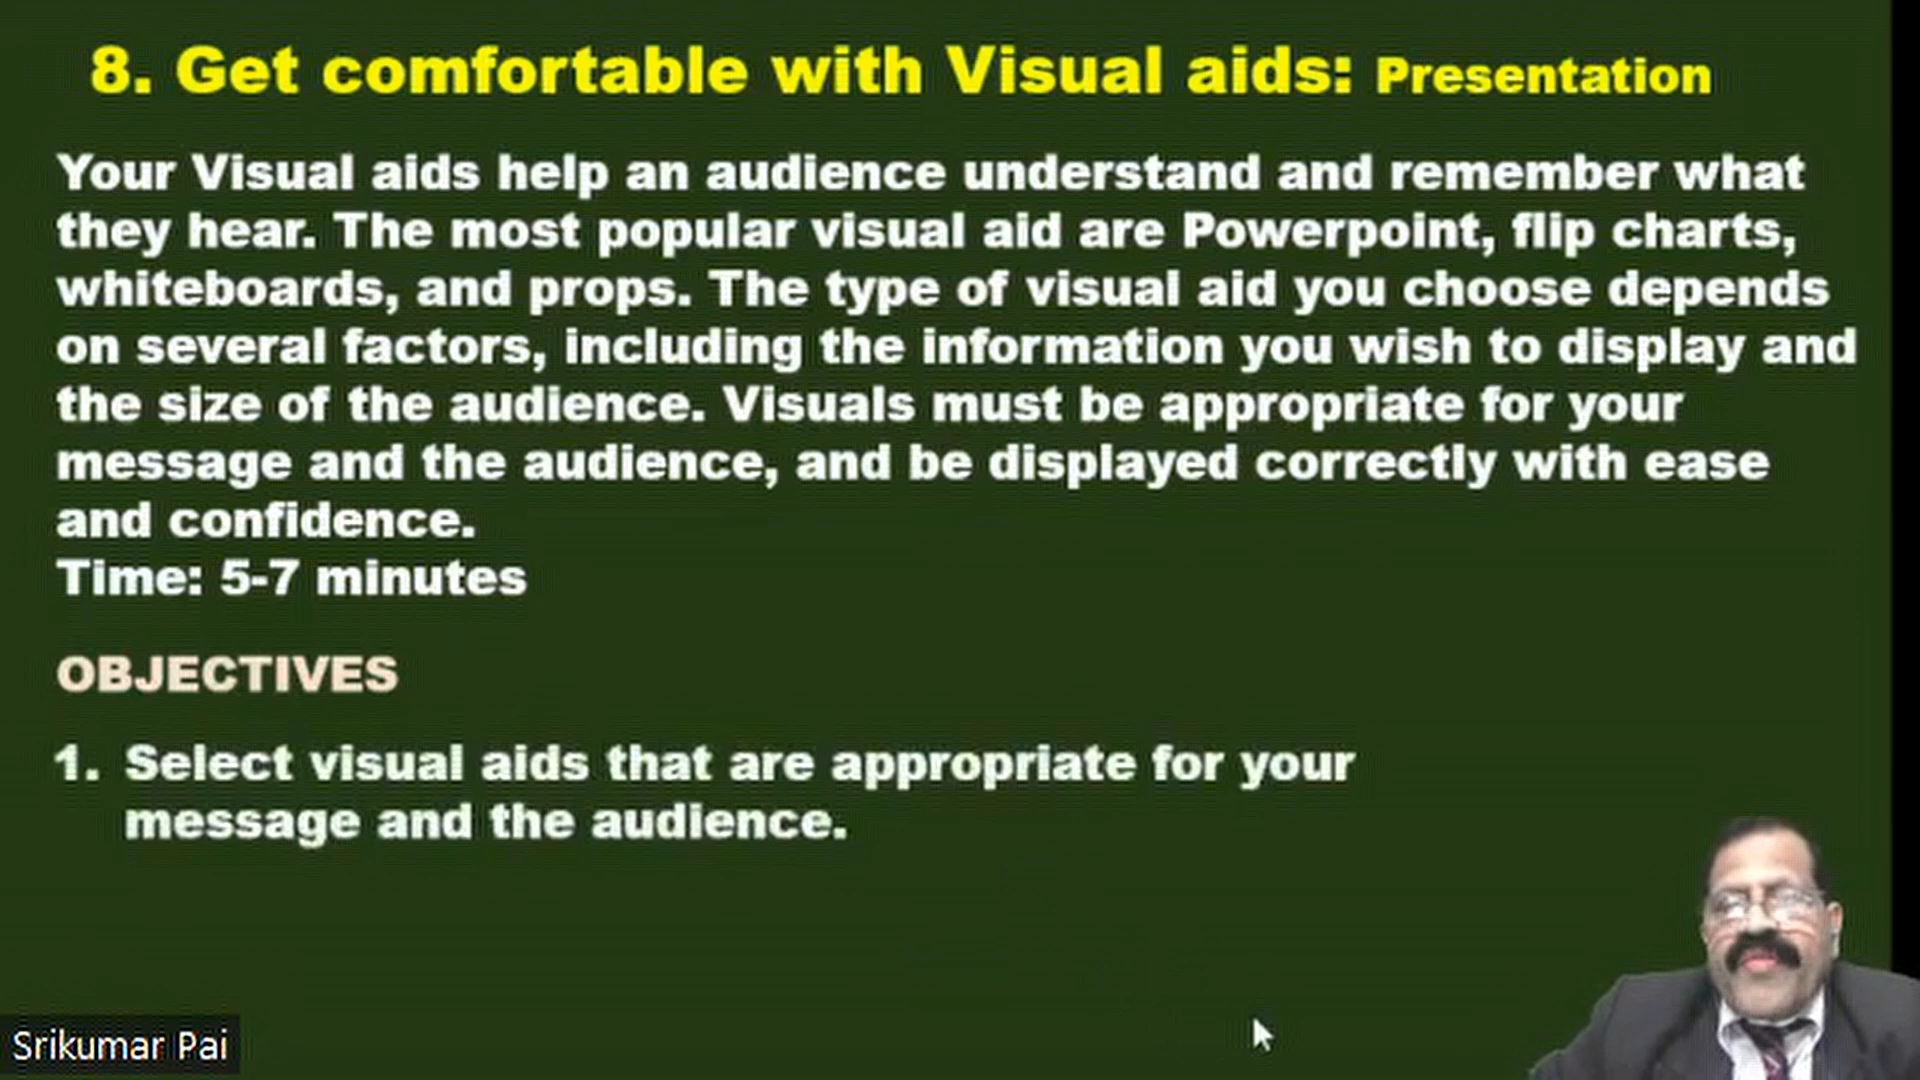 8. Get comfortable with Visual aids: Presentation
Your Visual aids help an audience understand and remember what
they hear. The most popular visual aid are Powerpoint, flip charts,
whiteboards, and props. The type of visual aid you choose depends
on several factors, including the information you wish to display and
the size of the audience. Visuals must be appropriate for your
message and the audience, and be displayed correctly with ease
and confidence.
Time: 5-7 minutes
OBJECTIVES
1. Select visual aids that are appropriate for your
message and the audience.
Srikumar Pai